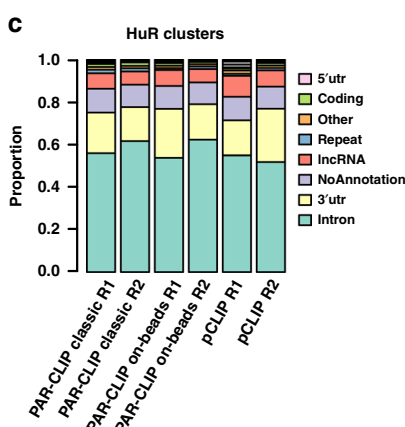 c
HuR clusters
Proportion
1.0
0.8
0.6
0.4
0.2
0.0
5′utr
Coding
Other
Repeat
lncRNA
NoAnnotation
3′utr
Intron
PAR-CLIP classic R1
PAR-CLIP classic R2
PAR-CLIP on-beads R1
PAR-CLIP on-beads R2
pCLIP R1
pCLIP R2